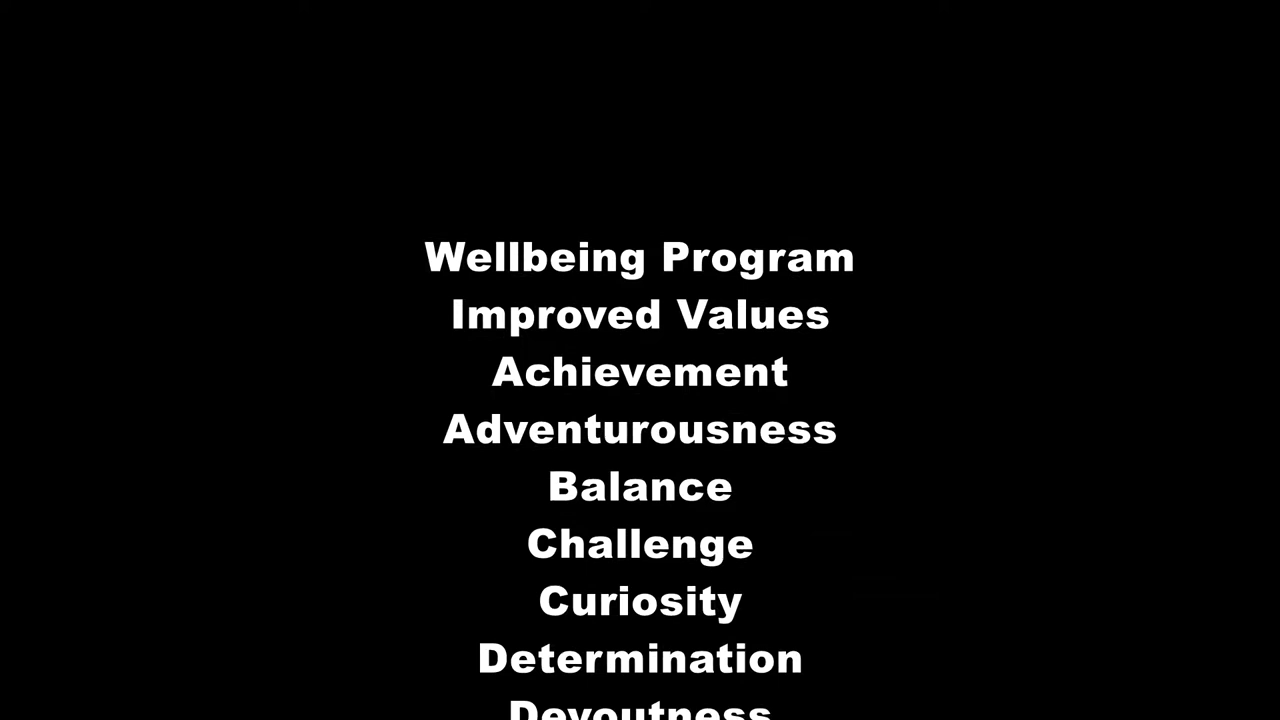 Wellbeing Program
Improved Values
Achievement
Adventurousness
Balance
Challenge
Curiosity
Determination
Devoutness